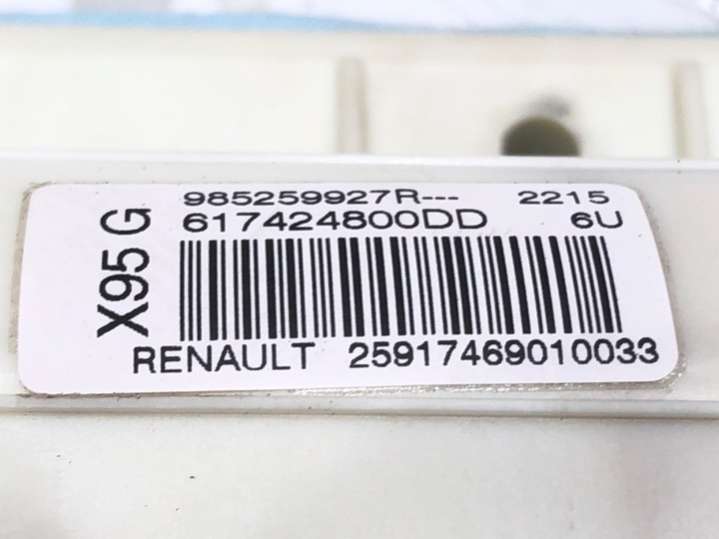 985259927R--- 2215
617424800DD 6U
X95 G
RENAULT 25917469010033